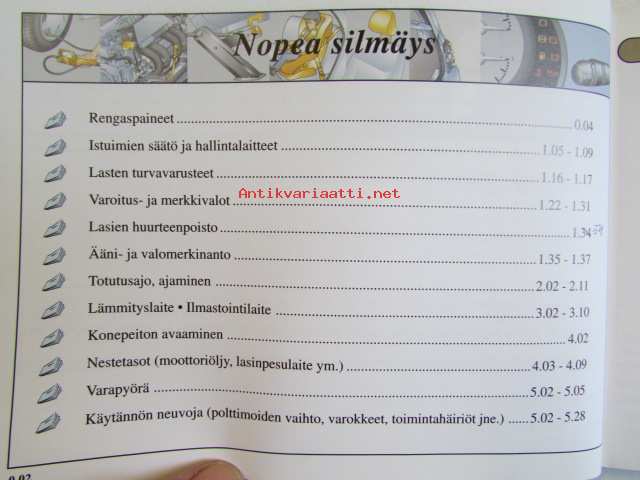 Nopea silmäys
Rengaspaineet 0.04
Istuimien säätö ja hallintalaitteet 1.05 - 1.09
Lasten turvavarusteet 1.16 - 1.17
Antikvariaatti.net
Varoitus- ja merkkivalot 1.22 - 1.31
Lasien huurteenpoisto 1.34
Ääni- ja valomerkinanto 1.35 - 1.37
Totutusajo, ajaminen 2.02 - 2.11
Lämmityslaite • Ilmastointilaite 3.02 - 3.10
Konepeiton avaaminen 4.02
Nestetasot (moottoriöljy, lasinpesulaite ym.) 4.03 - 4.09
Varapyörä 5.02 - 5.05
Käytännön neuvoja (polttimoiden vaihto, varokkeet, toimintahäiriöt jne.) 5.02 - 5.28
0.02